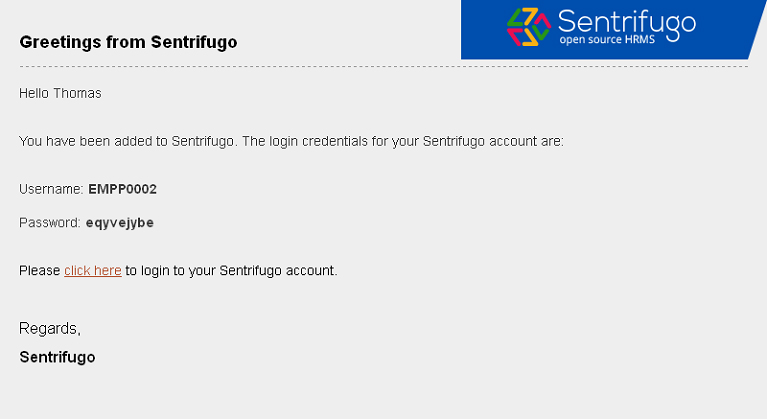 Sentrifugo
open source HRMS
Greetings from Sentrifugo
Hello Thomas
You have been added to Sentrifugo. The login credentials for your Sentrifugo account are:
Username: EMPP0002
Password: eqyvejybe
Please click here to login to your Sentrifugo account.
Regards,
Sentrifugo